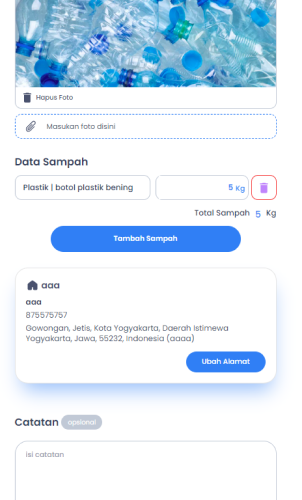 Hapus Foto
Masukan foto disini
Data Sampah
Plastik | botol plastik bening
5 Kg
Total Sampah 5 Kg
Tambah Sampah
aaa
aaa
875575757
Gowongan, Jetis, Kota Yogyakarta, Daerah Istimewa
Yogyakarta, Jawa, 55232, Indonesia (aaaa)
Ubah Alamat
Catatan opsional
isi catatan